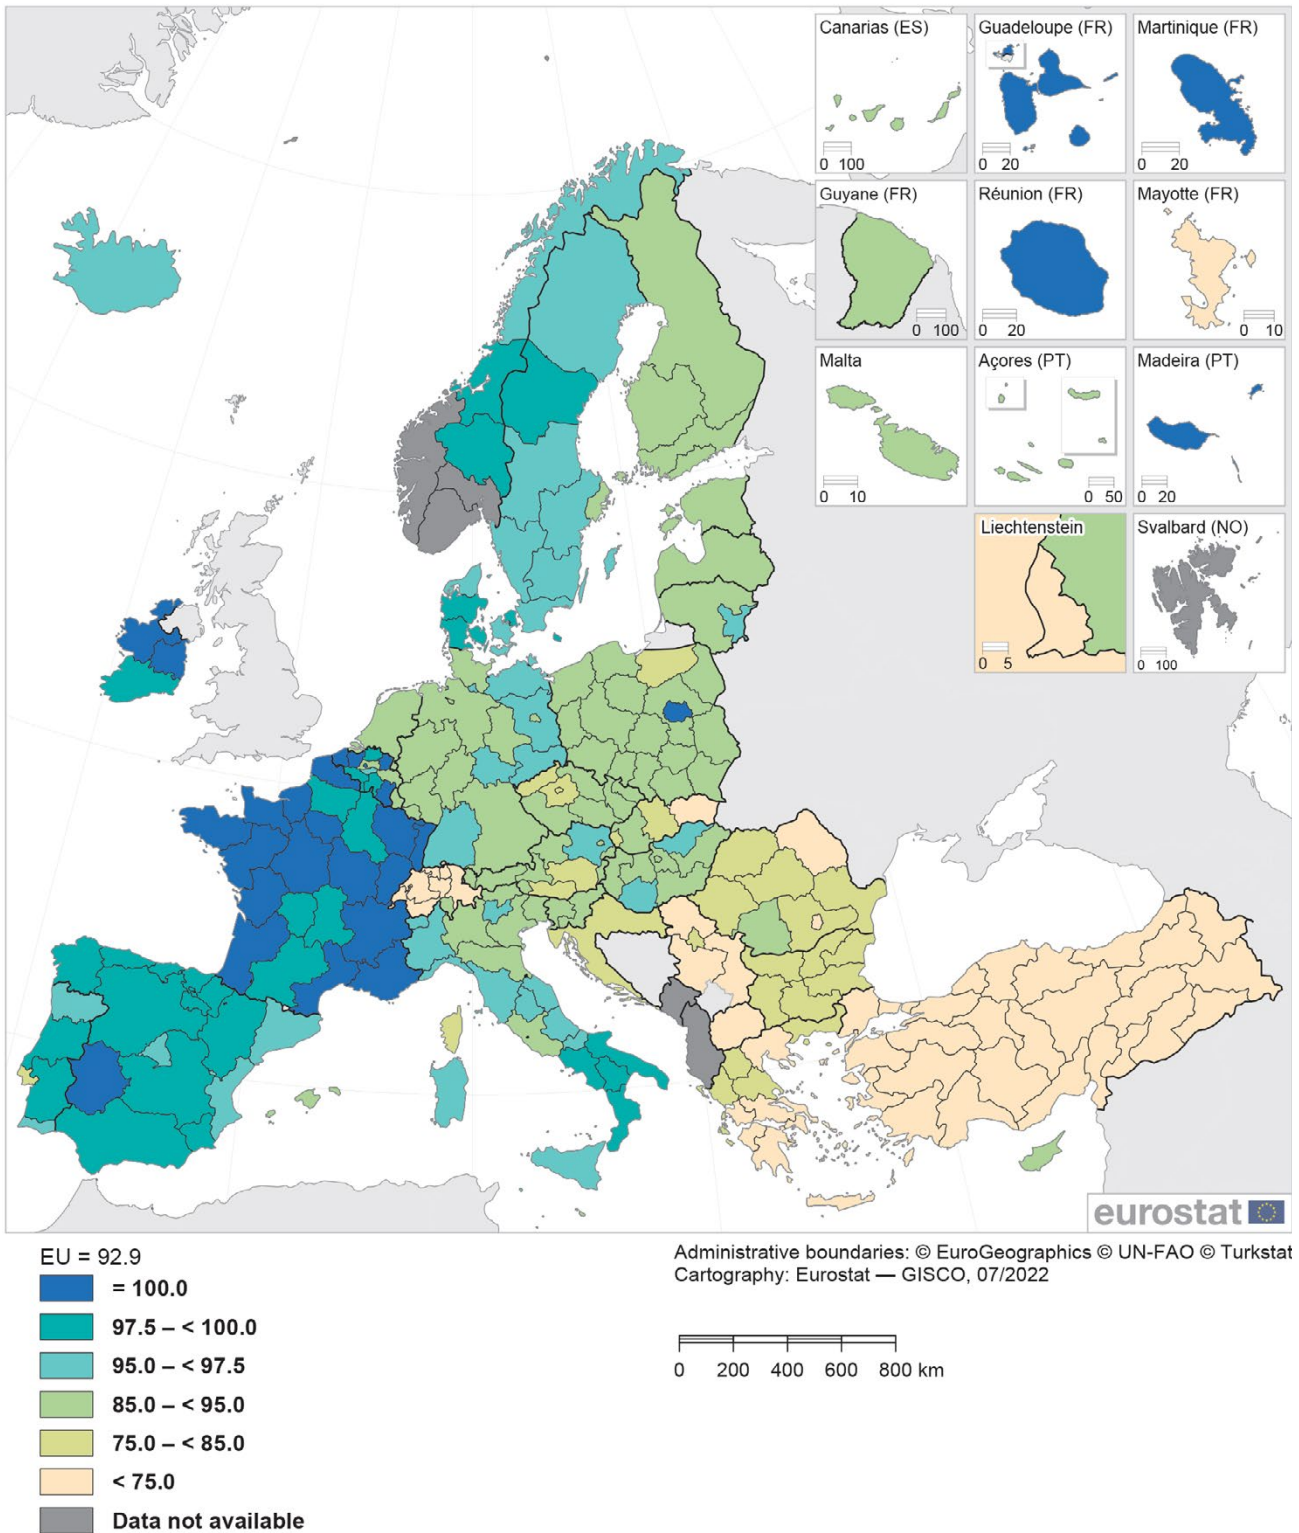 Canarias (ES)
0 100
Guadeloupe (FR)
0 20
Martinique (FR)
0 20
Guyane (FR)
0 100
Réunion (FR)
0 20
Mayotte (FR)
0 10
Malta
0 10
Açores (PT)
0 50
Madeira (PT)
0 20
Liechtenstein
0 5
Svalbard (NO)
0 100
eurostat
EU = 92.9
= 100.0
97.5 – < 100.0
95.0 – < 97.5
85.0 – < 95.0
75.0 – < 85.0
< 75.0
Data not available
Administrative boundaries: © EuroGeographics © UN-FAO © Turkstat
Cartography: Eurostat — GISCO, 07/2022
0 200 400 600 800 km